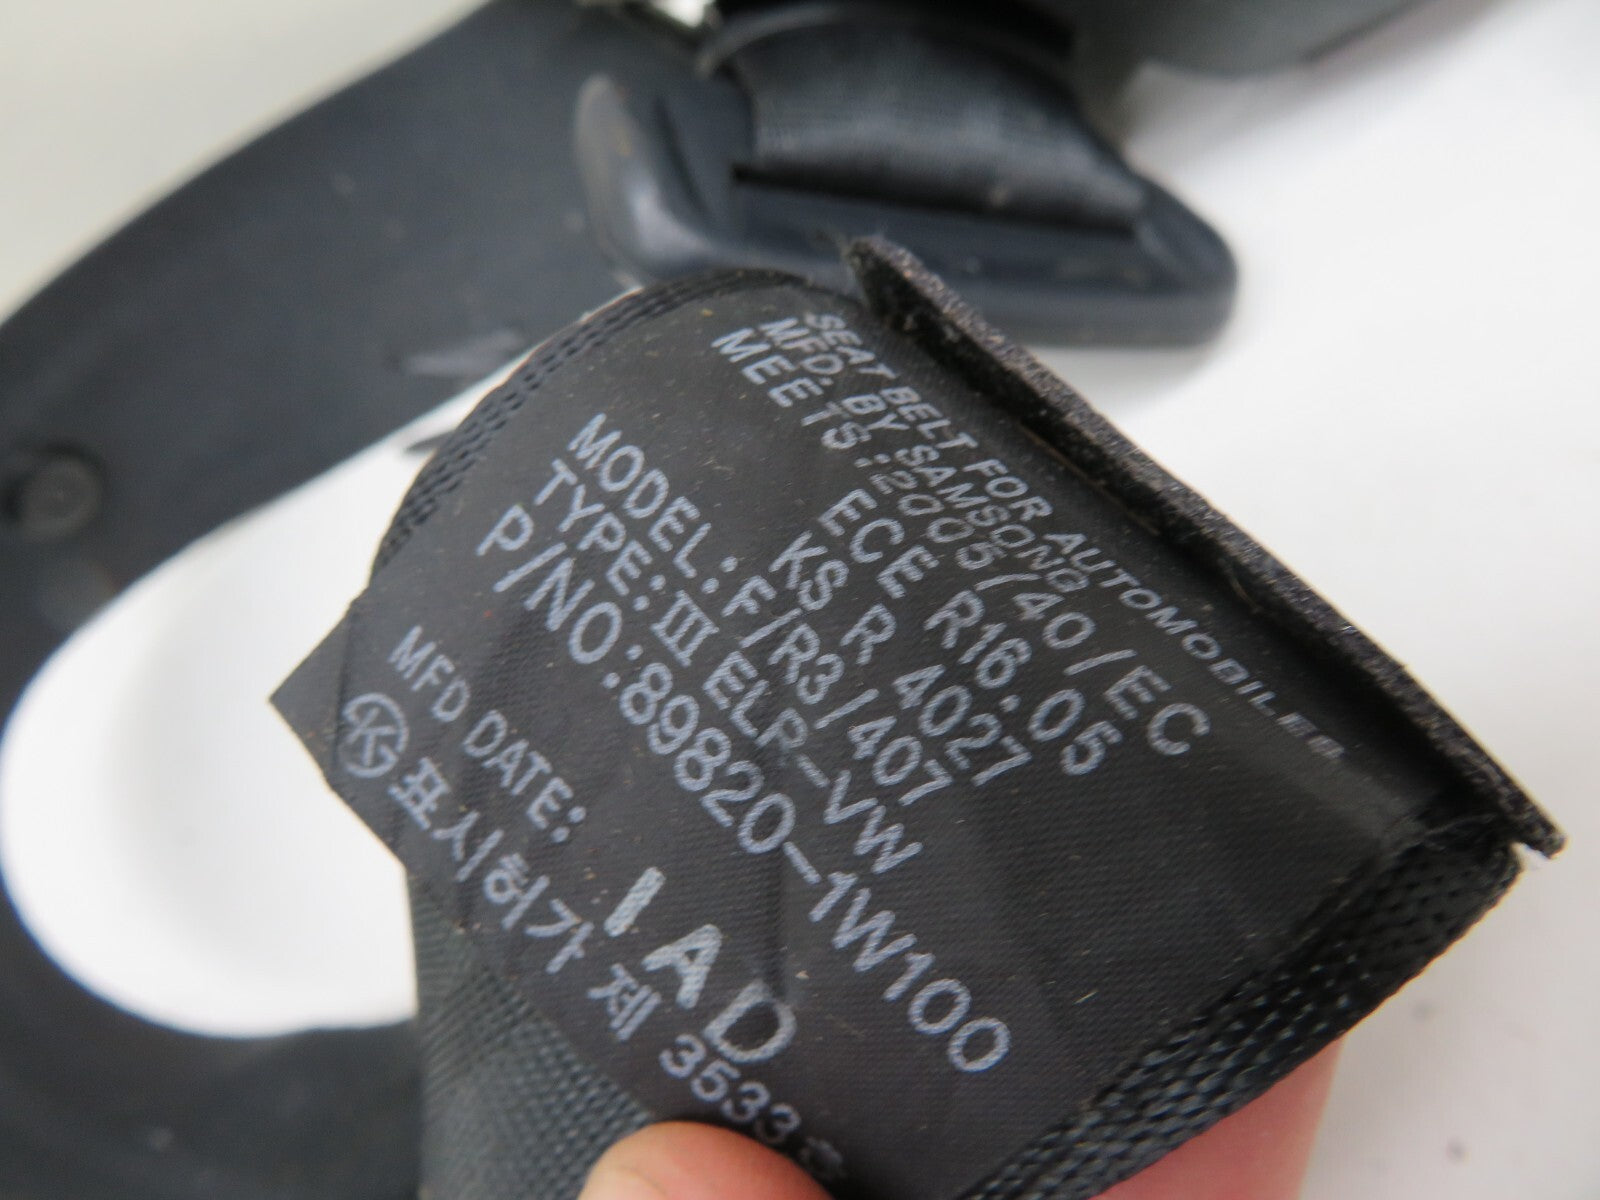 SEAT BELT FOR AUTOMOBILES
MFD. BY SAMSONG
MEETS:2005/40/EC
ECE R16.05
KS R 4027
MODEL:F/R3/407
TYPE:III ELR-VW
P/NO:89820-1W100
MFD DATE: IAD
K 표시허가 제 3533